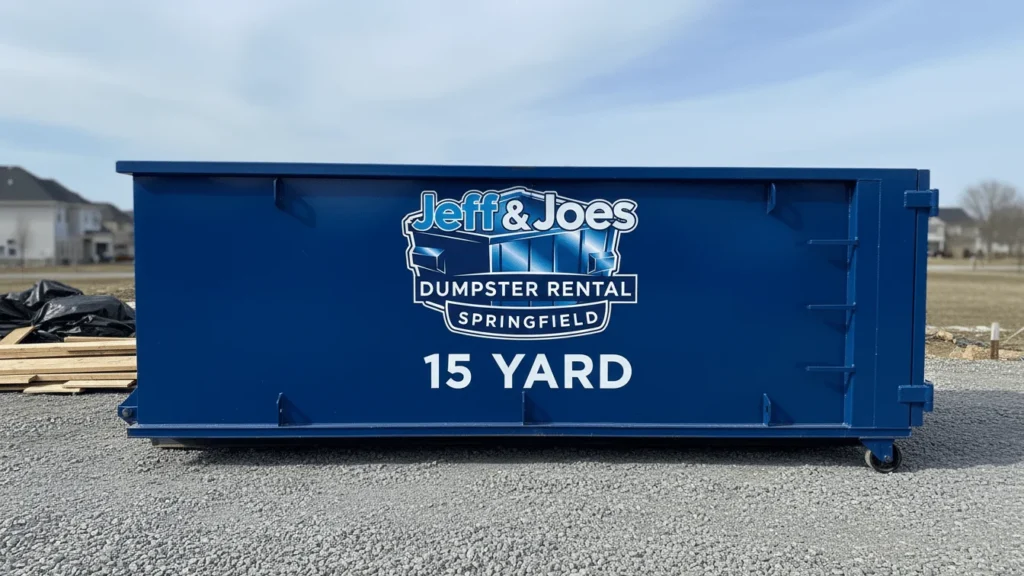 Jeff & Joes
DUMPSTER RENTAL
SPRINGFIELD
15 YARD